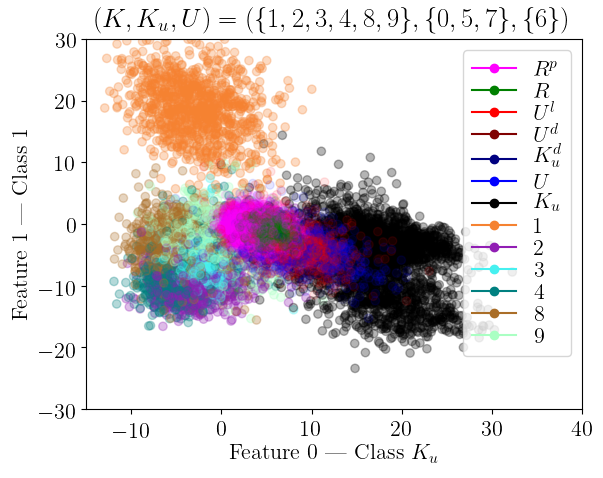 (K, K_u, U) = ({1, 2, 3, 4, 8, 9}, {0, 5, 7}, {6})
30
20
10
0
−10
−20
−30
Feature 1 — Class 1
−10 0 10 20 30 40
Feature 0 — Class K_u
R^p
R
U^l
U^d
K_u^d
U
K_u
1
2
3
4
8
9